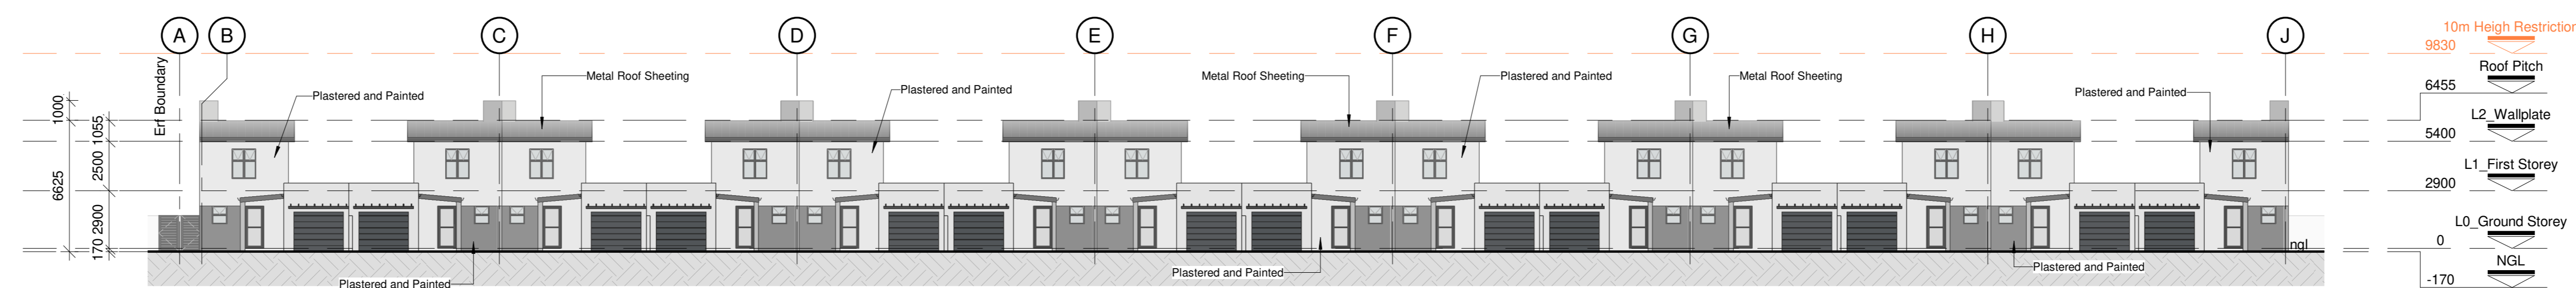 A
B
C
D
E
F
G
H
J
10m Heigh Restriction
9830
Roof Pitch
6455
L2_Wallplate
5400
L1_First Storey
2900
L0_Ground Storey
0
NGL
-170
ngl
Erf Boundary
1000
6625
1055
2500
2900
170
Plastered and Painted
Metal Roof Sheeting
Plastered and Painted
Metal Roof Sheeting
Plastered and Painted
Metal Roof Sheeting
Plastered and Painted
Plastered and Painted
Plastered and Painted
Plastered and Painted